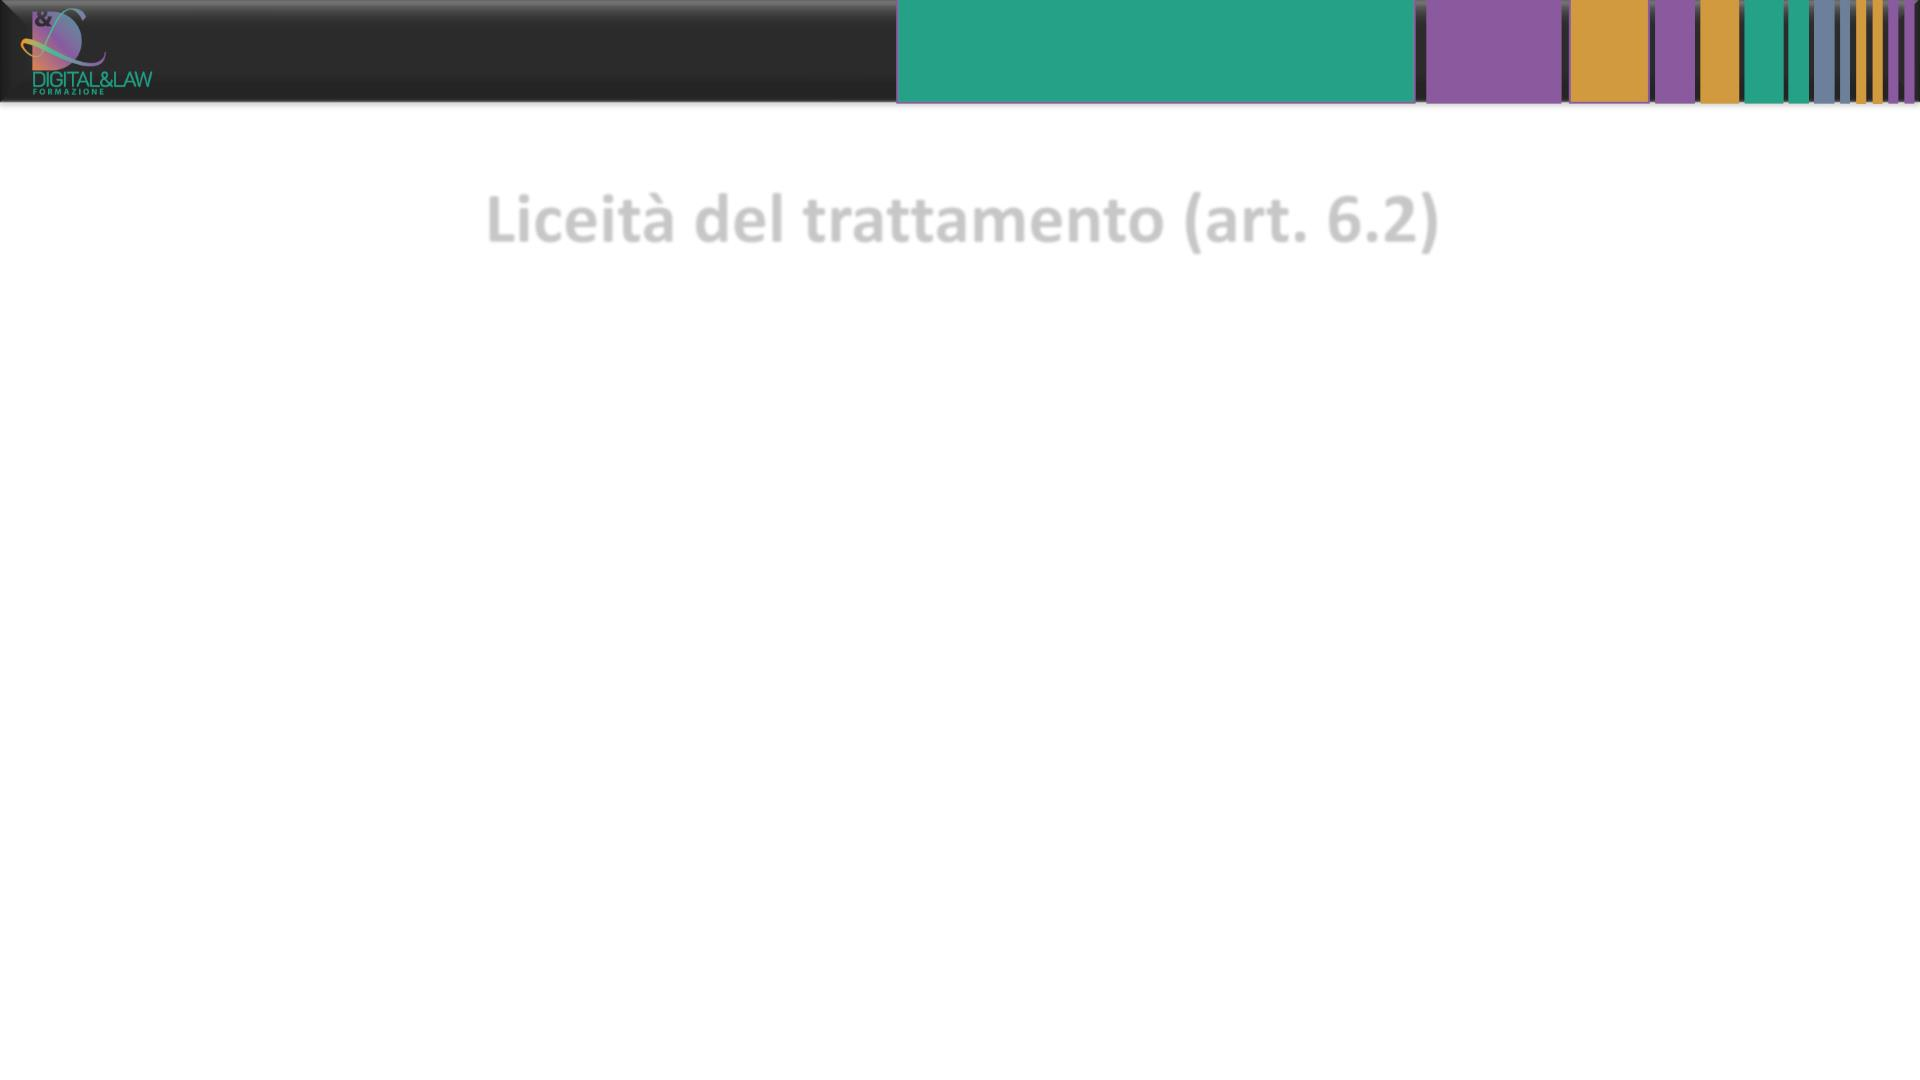 &
DIGITAL&LAW
FORMAZIONE
Liceità del trattamento (art. 6.2)